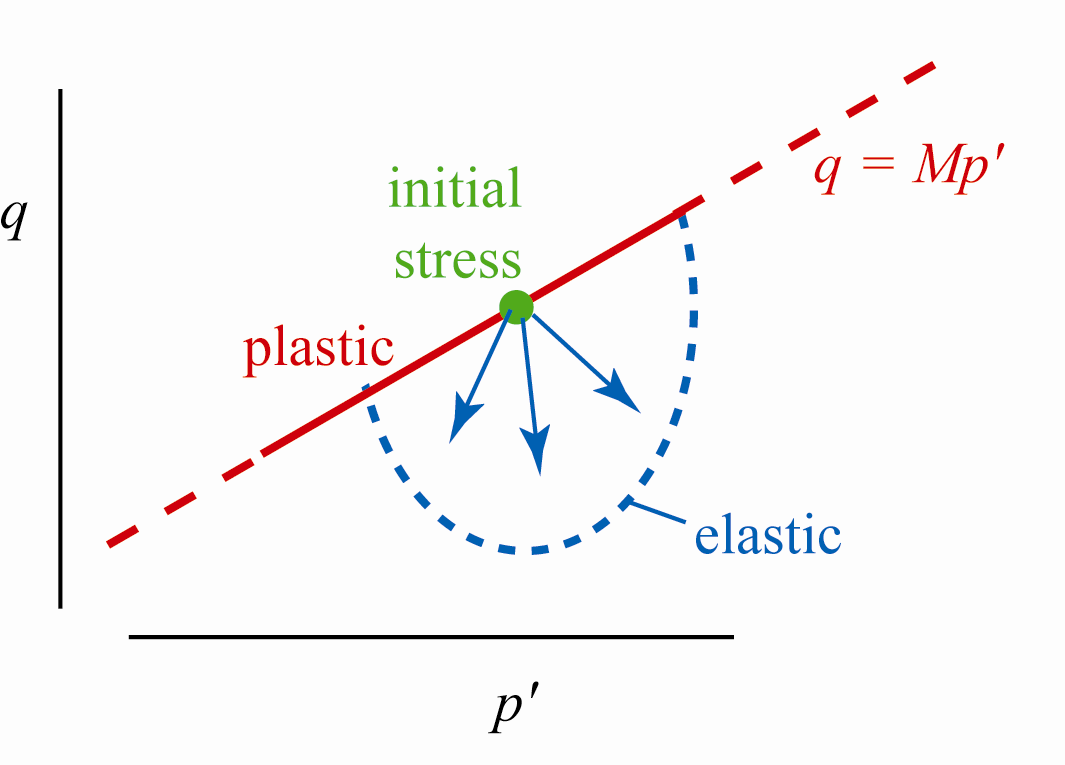 q = Mp′
initial
stress
q
plastic
elastic
p′